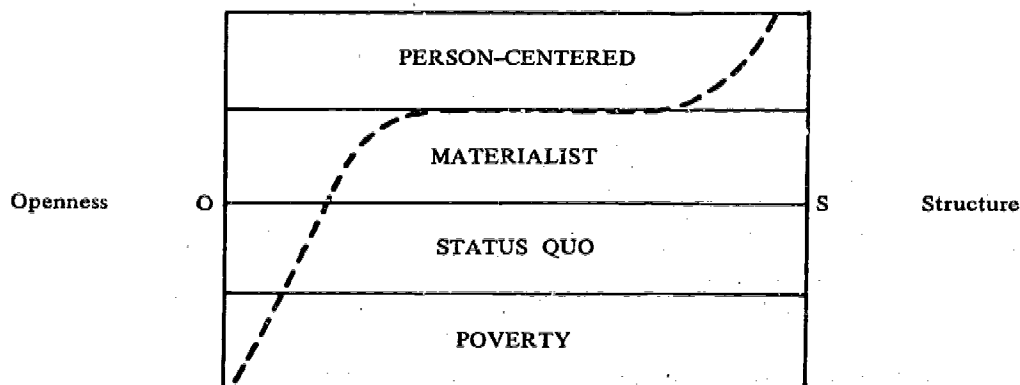 PERSON-CENTERED
MATERIALIST
Openness O S Structure
STATUS QUO
POVERTY